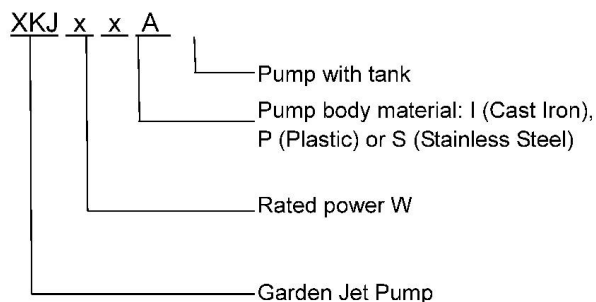 XKJ x x A
Pump with tank
Pump body material: I (Cast Iron),
P (Plastic) or S (Stainless Steel)
Rated power W
Garden Jet Pump